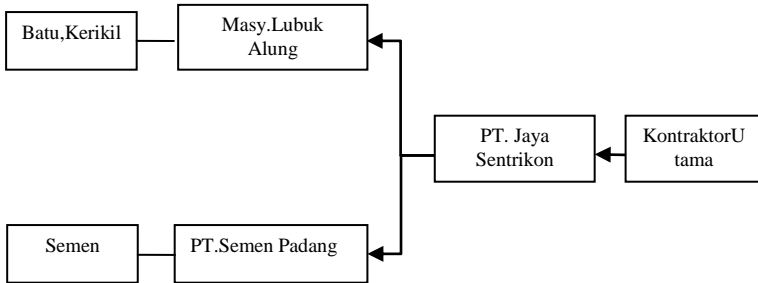 Batu,Kerikil
Masy.Lubuk
Alung
PT. Jaya
Sentrikon
KontraktorU
tama
Semen
PT.Semen Padang